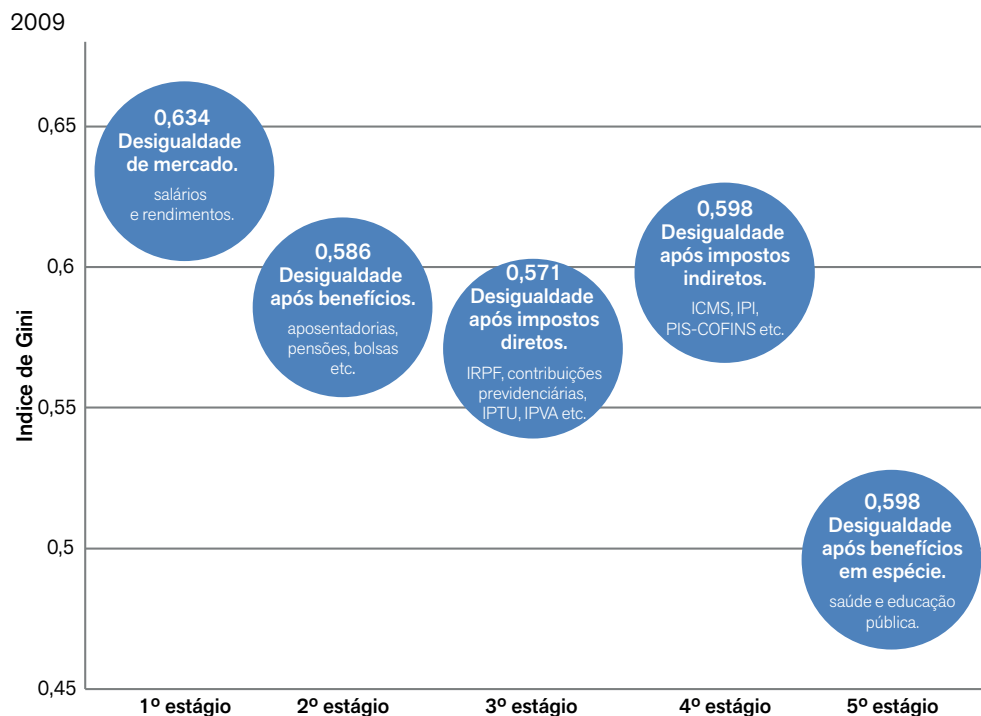 2009
Indice de Gini
0,65
0,6
0,55
0,5
0,45
0,634
Desigualdade
de mercado.
salários
e rendimentos.
0,586
Desigualdade
após benefícios.
aposentadorias,
pensões, bolsas
etc.
0,571
Desigualdade
após impostos
diretos.
IRPF, contribuições
previdenciárias,
IPTU, IPVA etc.
0,598
Desigualdade
após impostos
indiretos.
ICMS, IPI,
PIS-COFINS etc.
0,598
Desigualdade
após benefícios
em espécie.
saúde e educação
pública.
1º estágio
2º estágio
3º estágio
4º estágio
5º estágio